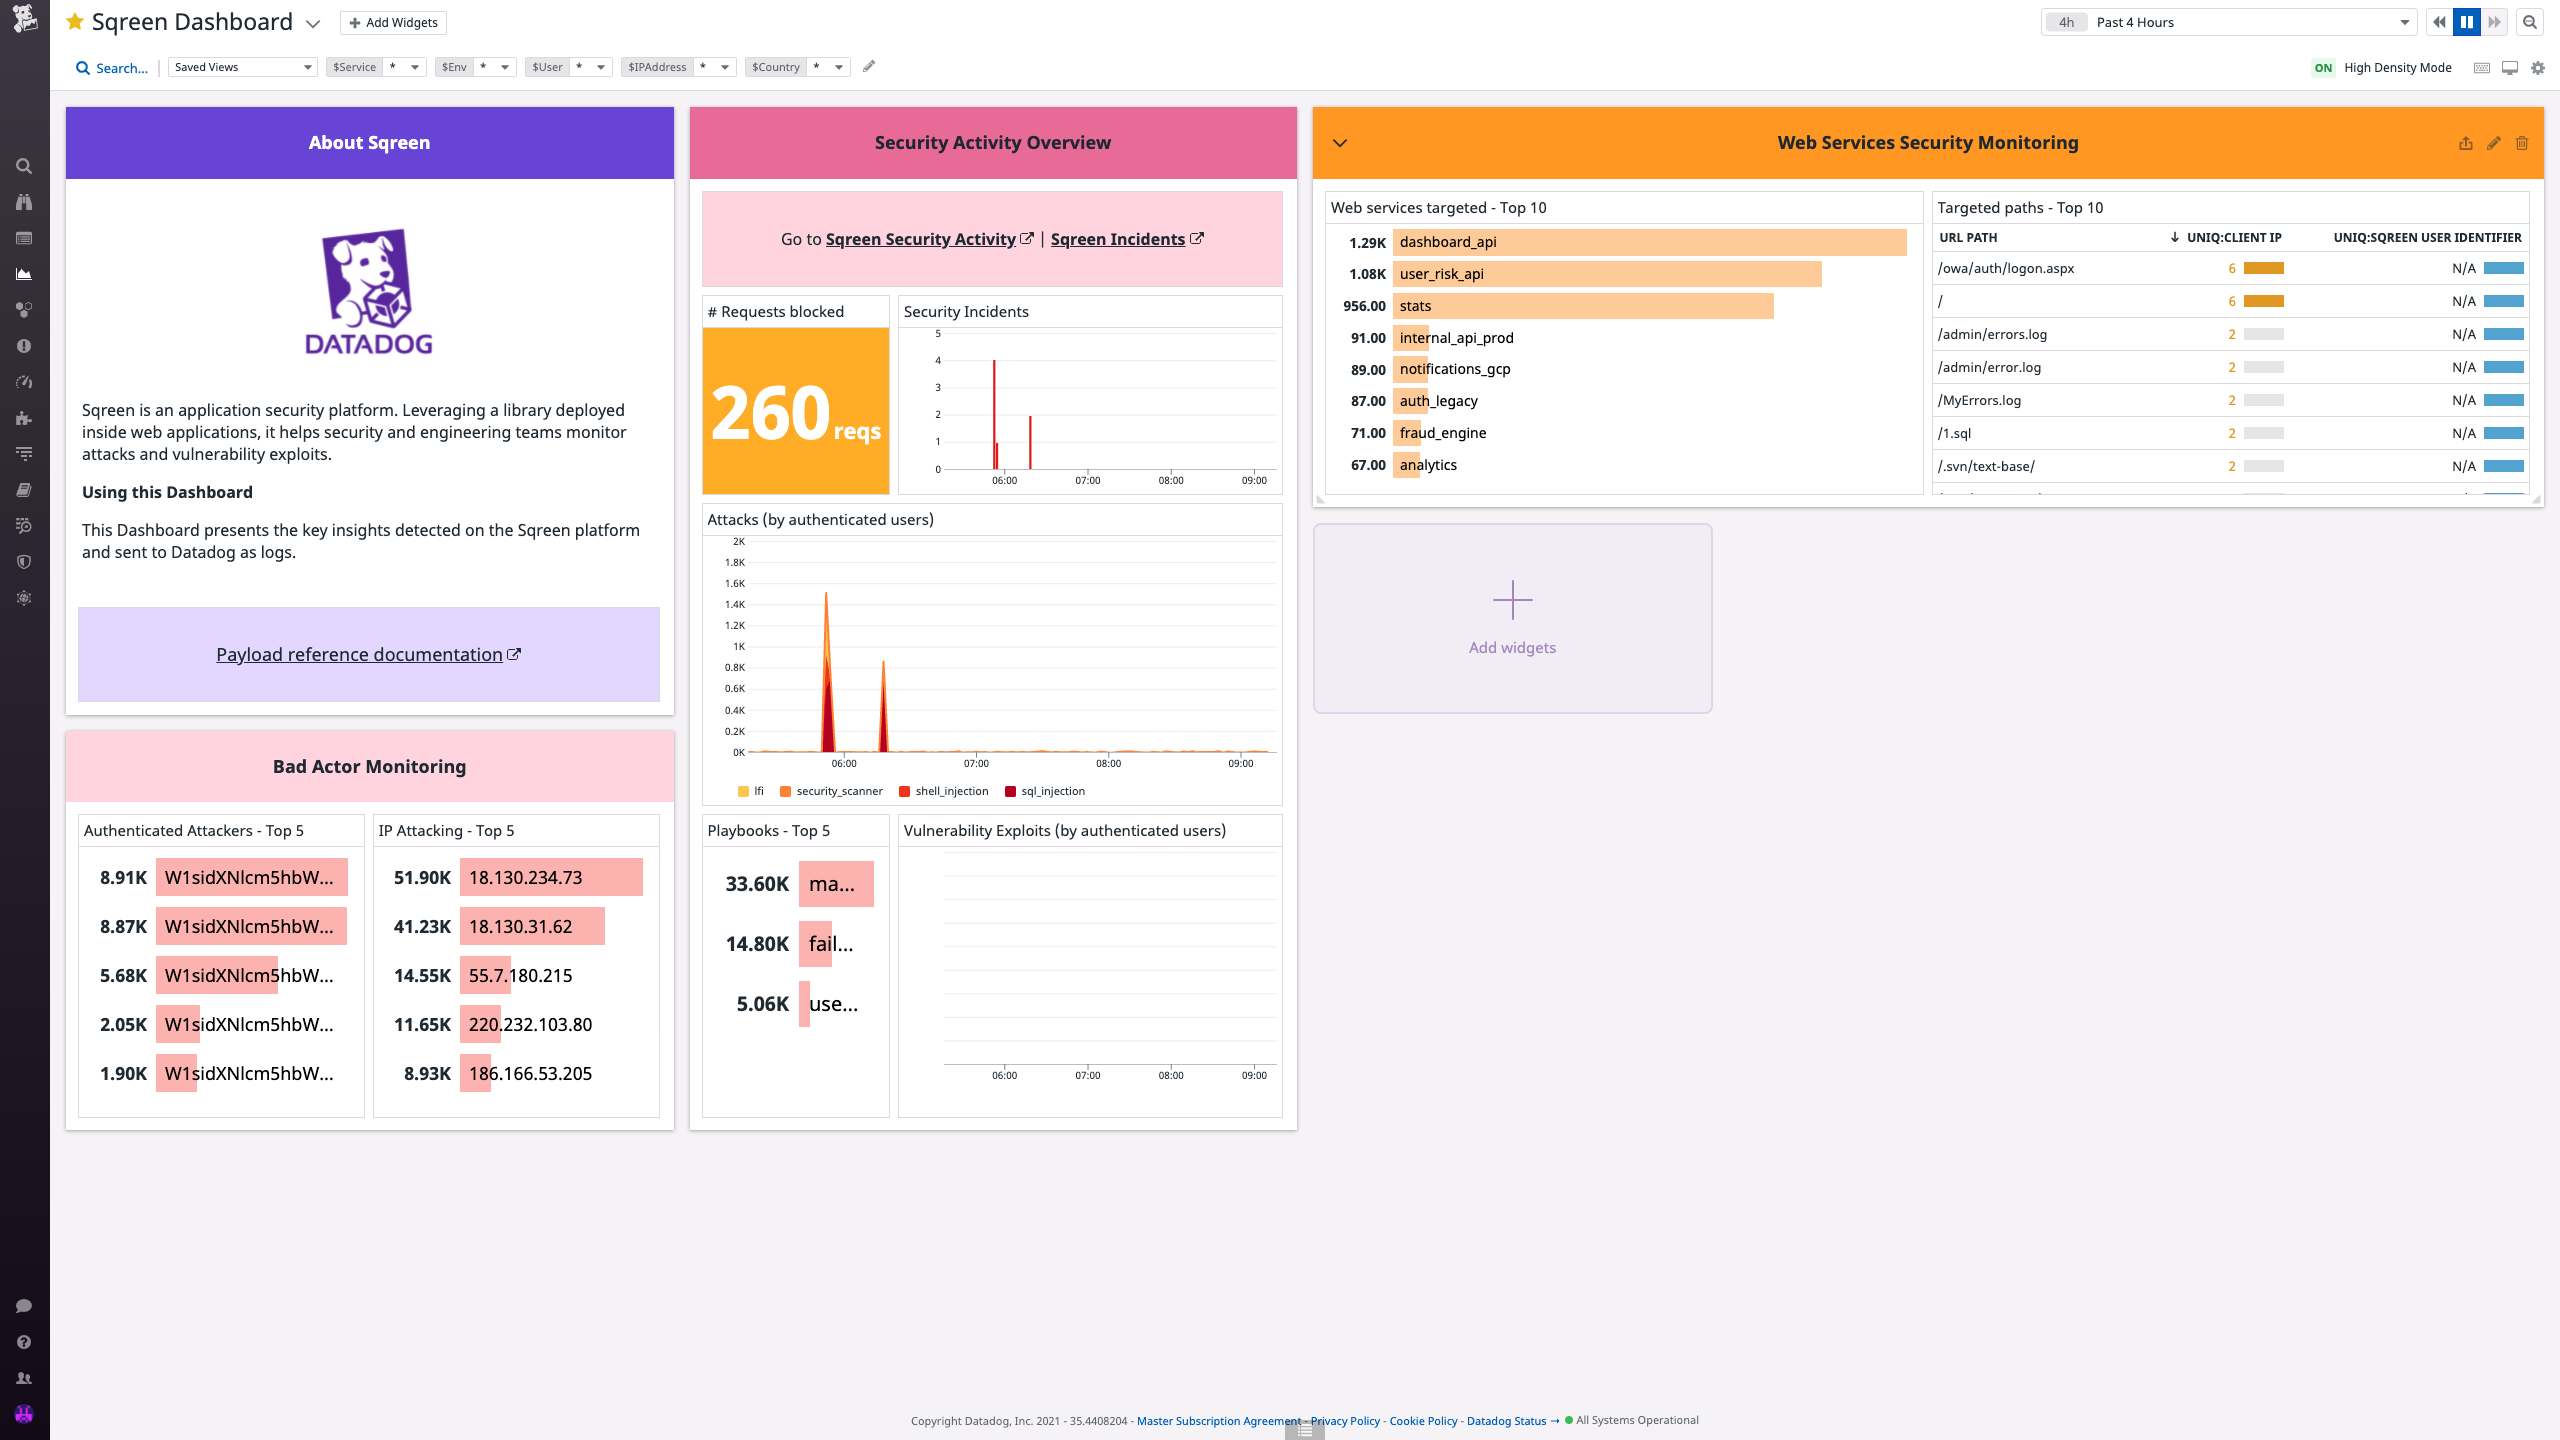 Sqreen Dashboard
Add Widgets
4h Past 4 Hours
Search...
Saved Views
$Service *
$Env *
$User *
$IPAddress *
$Country *
ON High Density Mode
About Sqreen
DATADOG
Sqreen is an application security platform. Leveraging a library deployed
inside web applications, it helps security and engineering teams monitor
attacks and vulnerability exploits.
Using this Dashboard
This Dashboard presents the key insights detected on the Sqreen platform
and sent to Datadog as logs.
Payload reference documentation
Bad Actor Monitoring
Authenticated Attackers - Top 5
8.91K W1sidXNlcm5hbW...
8.87K W1sidXNlcm5hbW...
5.68K W1sidXNlcm5hbW...
2.05K W1sidXNlcm5hbW...
1.90K W1sidXNlcm5hbW...
IP Attacking - Top 5
51.90K 18.130.234.73
41.23K 18.130.31.62
14.55K 55.7.180.215
11.65K 220.232.103.80
8.93K 186.166.53.205
Security Activity Overview
Go to Sqreen Security Activity | Sqreen Incidents
# Requests blocked
260 reqs
Security Incidents
5
4
3
2
1
0
06:00 07:00 08:00 09:00
Attacks (by authenticated users)
2K
1.8K
1.6K
1.4K
1.2K
1K
0.8K
0.6K
0.4K
0.2K
0K
06:00 07:00 08:00 09:00
lfi security_scanner shell_injection sql_injection
Playbooks - Top 5
33.60K ma...
14.80K fail...
5.06K use...
Vulnerability Exploits (by authenticated users)
06:00 07:00 08:00 09:00
Web Services Security Monitoring
Web services targeted - Top 10
1.29K dashboard_api
1.08K user_risk_api
956.00 stats
91.00 internal_api_prod
89.00 notifications_gcp
87.00 auth_legacy
71.00 fraud_engine
67.00 analytics
Targeted paths - Top 10
URL PATH ↓ UNIQ:CLIENT IP UNIQ:SQREEN USER IDENTIFIER
/owa/auth/logon.aspx 6 N/A
/ 6 N/A
/admin/errors.log 2 N/A
/admin/error.log 2 N/A
/MyErrors.log 2 N/A
/1.sql 2 N/A
/.svn/text-base/ 2 N/A
Add widgets
Copyright Datadog, Inc. 2021 - 35.4408204 - Master Subscription Agreement - Privacy Policy - Cookie Policy - Datadog Status → All Systems Operational